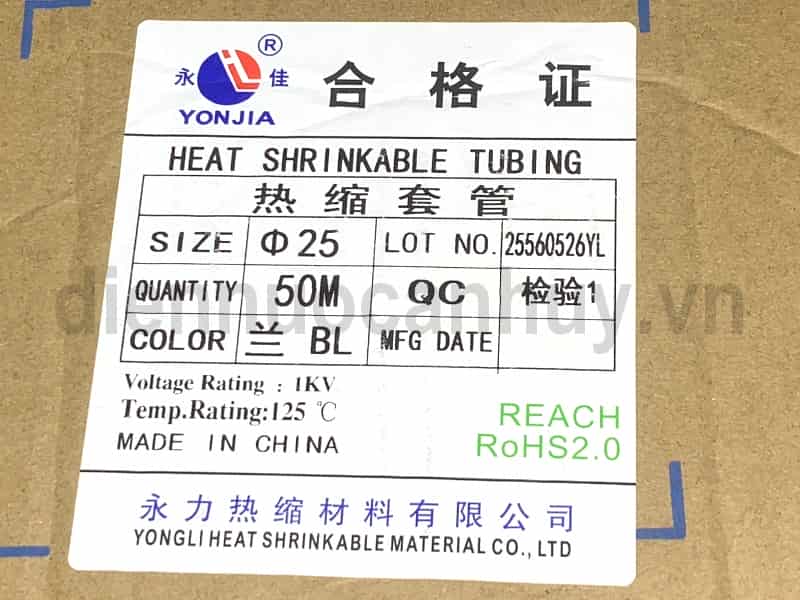 永 佳 ®
YONJIA
合格证
HEAT SHRINKABLE TUBING
热缩套管
SIZE Φ25 LOT NO. 25560526YL
QUANTITY 50M QC 检验1
diennuocanhuy.vn
COLOR 兰 BL MFG DATE
Voltage Rating : 1KV
Temp.Rating:125 ℃
REACH
MADE IN CHINA
RoHS2.0
永力热缩材料有限公司
YONGLI HEAT SHRINKABLE MATERIAL CO., LTD